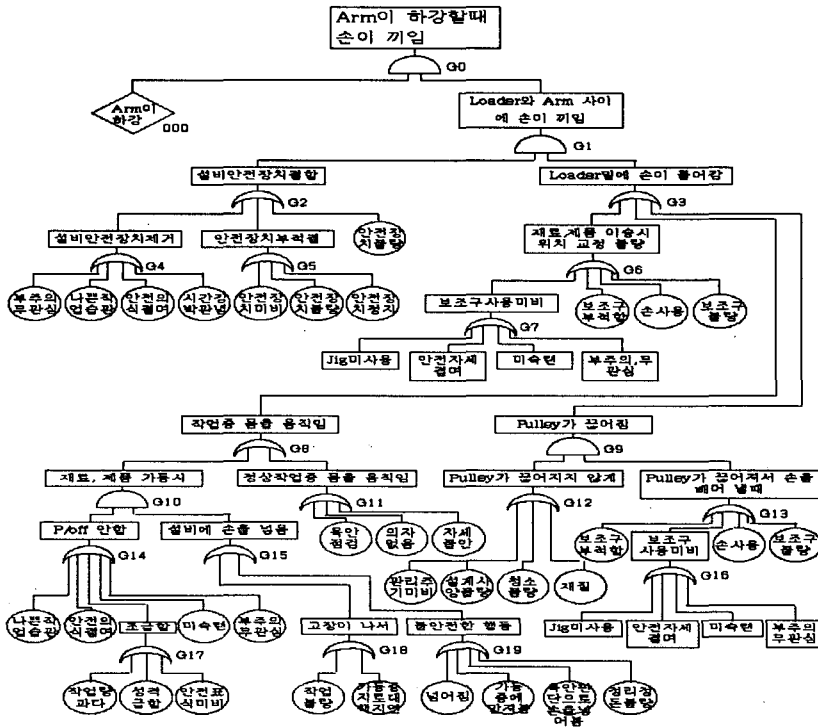 Arm이 하강할때
손이 끼임
G0
Arm이
하강
000
Loader와 Arm 사이
에 손이 끼임
G1
설비안전장치결함
Loader밑에 손이 들어감
G2
G3
설비안전장치제거
안전장치부적절
안전장
치불량
재료,제품 이송시
위치 교정 불량
G4
G5
G6
부주의
무관심
나쁜작
업습관
안전의
식결여
시간강
박관념
안전장
치미비
안전장
치불량
안전장
치정지
보조구사용미비
보조구
부적합
손사용
보조구
불량
G7
Jig미사용
안전자세
결여
미숙련
부주의,무
관심
작업중 몸을 움직임
Pulley가 끊어짐
G8
G9
재료, 제품 가동시
정상작업중 몸을 움직임
Pulley가 끊어지지 않게
Pulley가 끊어져서 손을
빼어 낼때
G10
G11
G12
G13
P/off 안함
설비에 손을 넣음
육안
점검
의자
없음
자세
불안
보조구
부적합
보조구
사용미비
손사용
보조구
불량
G14
G15
관리주
기미비
설계사
양불량
청소
불량
재질
G16
나쁜작
업습관
안전의
식결여
조급함
미숙련
부주의
무관심
고장이 나서
불안전한 행동
Jig미사용
안전자세
결여
미숙련
부주의
무관심
G17
G18
G19
작업량
과다
성격
급함
안전표
식미비
작업
불량
넘어짐
가동
중에
정리정
돈불량